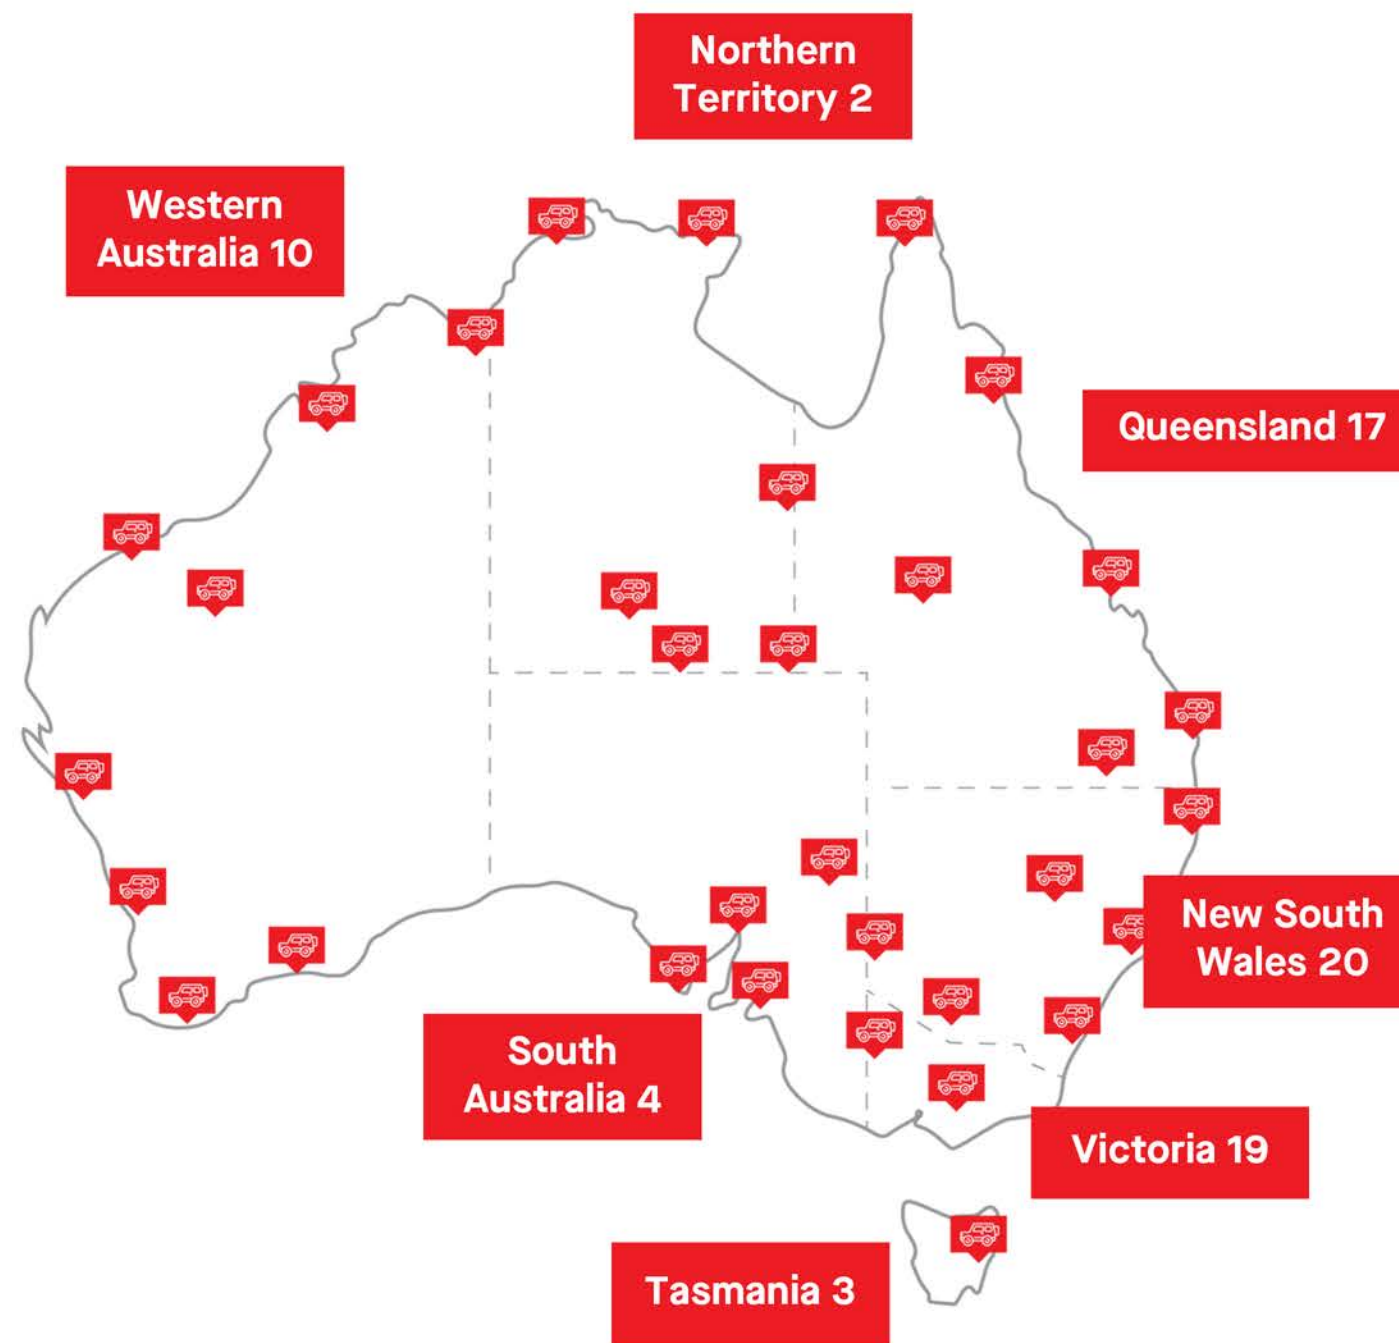 Northern
Territory 2
Western
Australia 10
Queensland 17
New South
Wales 20
South
Australia 4
Victoria 19
Tasmania 3